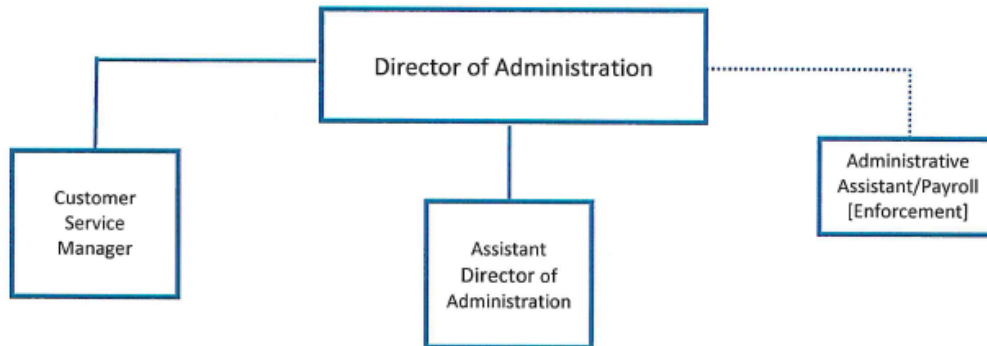 Director of Administration
Customer
Service
Manager
Assistant
Director of
Administration
Administrative
Assistant/Payroll
[Enforcement]